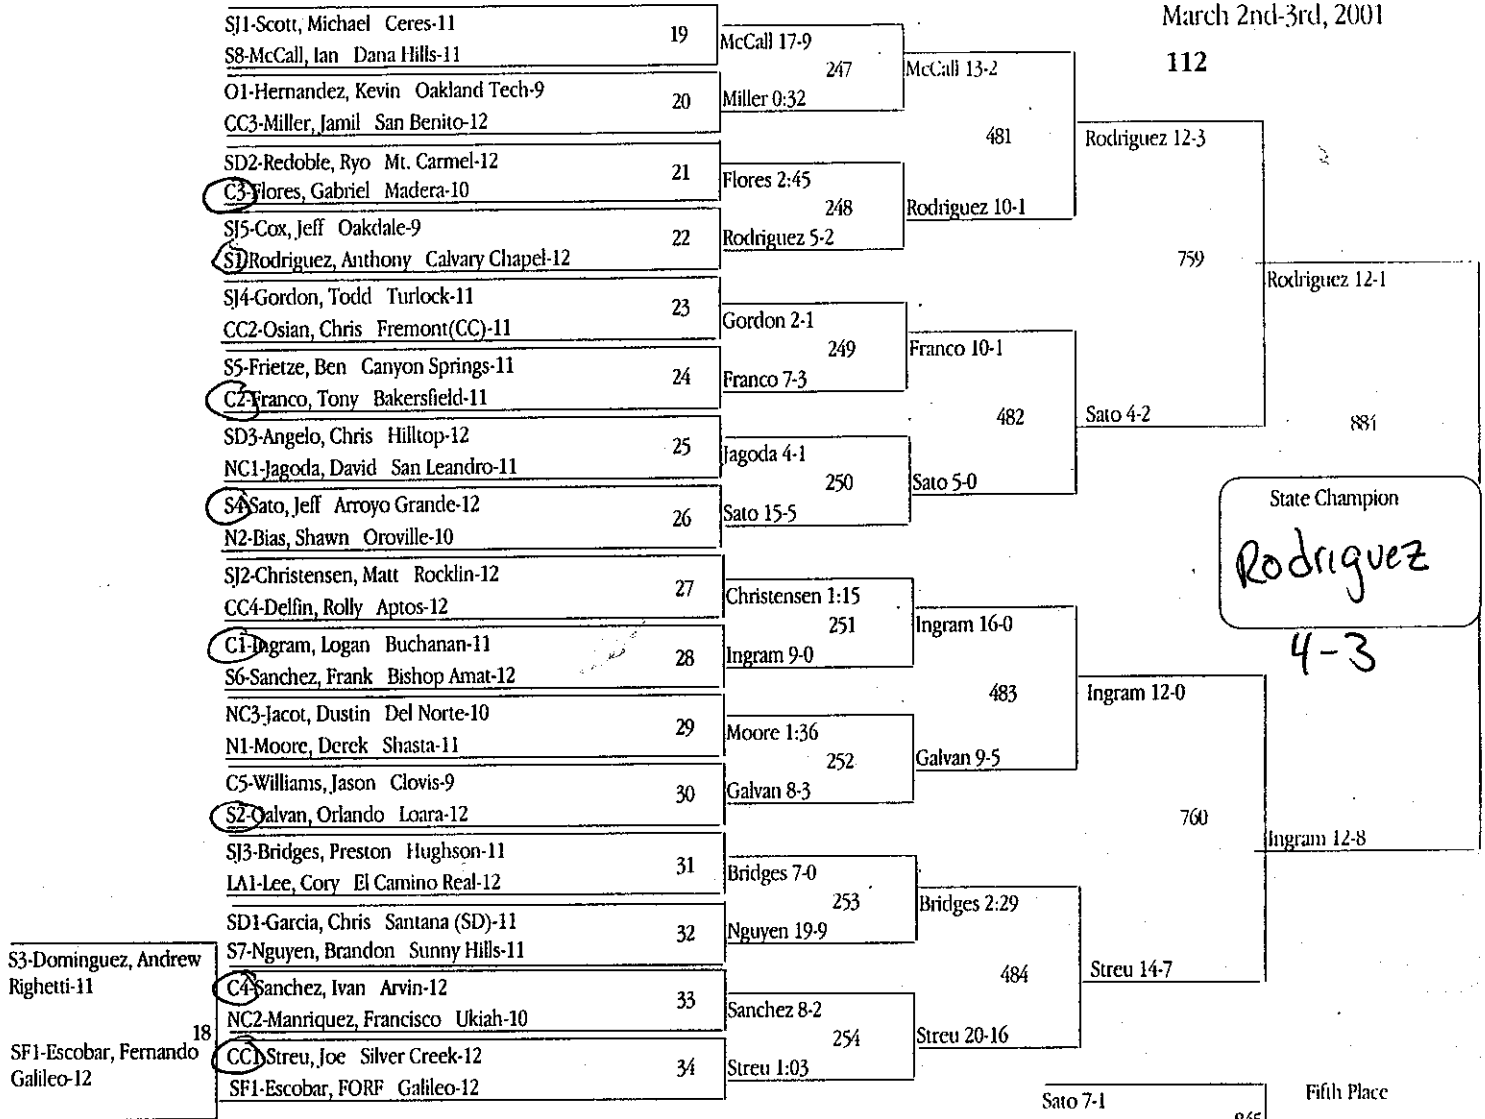 March 2nd-3rd, 2001
112
SJ1-Scott, Michael Ceres-11
19
S8-McCall, Ian Dana Hills-11
McCall 17-9
247
McCall 13-2
O1-Hernandez, Kevin Oakland Tech-9
20
CC3-Miller, Jamil San Benito-12
Miller 0:32
481
Rodriguez 12-3
SD2-Redoble, Ryo Mt. Carmel-12
21
C3-Flores, Gabriel Madera-10
Flores 2:45
248
Rodriguez 10-1
SJ5-Cox, Jeff Oakdale-9
22
S1-Rodriguez, Anthony Calvary Chapel-12
Rodriguez 5-2
759
Rodriguez 12-1
SJ4-Gordon, Todd Turlock-11
23
CC2-Osian, Chris Fremont(CC)-11
Gordon 2-1
249
Franco 10-1
S5-Frietze, Ben Canyon Springs-11
24
C2-Franco, Tony Bakersfield-11
Franco 7-3
482
Sato 4-2
881
SD3-Angelo, Chris Hilltop-12
25
NC1-Jagoda, David San Leandro-11
Jagoda 4-1
250
Sato 5-0
S4-Sato, Jeff Arroyo Grande-12
26
N2-Bias, Shawn Oroville-10
Sato 15-5
State Champion
Rodriguez
4-3
SJ2-Christensen, Matt Rocklin-12
27
CC4-Delfin, Rolly Aptos-12
Christensen 1:15
251
Ingram 16-0
C1-Ingram, Logan Buchanan-11
28
S6-Sanchez, Frank Bishop Amat-12
Ingram 9-0
483
Ingram 12-0
NC3-Jacot, Dustin Del Norte-10
29
N1-Moore, Derek Shasta-11
Moore 1:36
252
Galvan 9-5
C5-Williams, Jason Clovis-9
30
S2-Galvan, Orlando Loara-12
Galvan 8-3
760
Ingram 12-8
SJ3-Bridges, Preston Hughson-11
31
LA1-Lee, Cory El Camino Real-12
Bridges 7-0
253
Bridges 2:29
SD1-Garcia, Chris Santana (SD)-11
32
S7-Nguyen, Brandon Sunny Hills-11
Nguyen 19-9
484
Streu 14-7
S3-Dominguez, Andrew
Righetti-11
18
SF1-Escobar, Fernando
Galileo-12
C4-Sanchez, Ivan Arvin-12
33
NC2-Manriquez, Francisco Ukiah-10
Sanchez 8-2
254
Streu 20-16
CC1-Streu, Joe Silver Creek-12
34
SF1-Escobar, FORF Galileo-12
Streu 1:03
Sato 7-1
Fifth Place